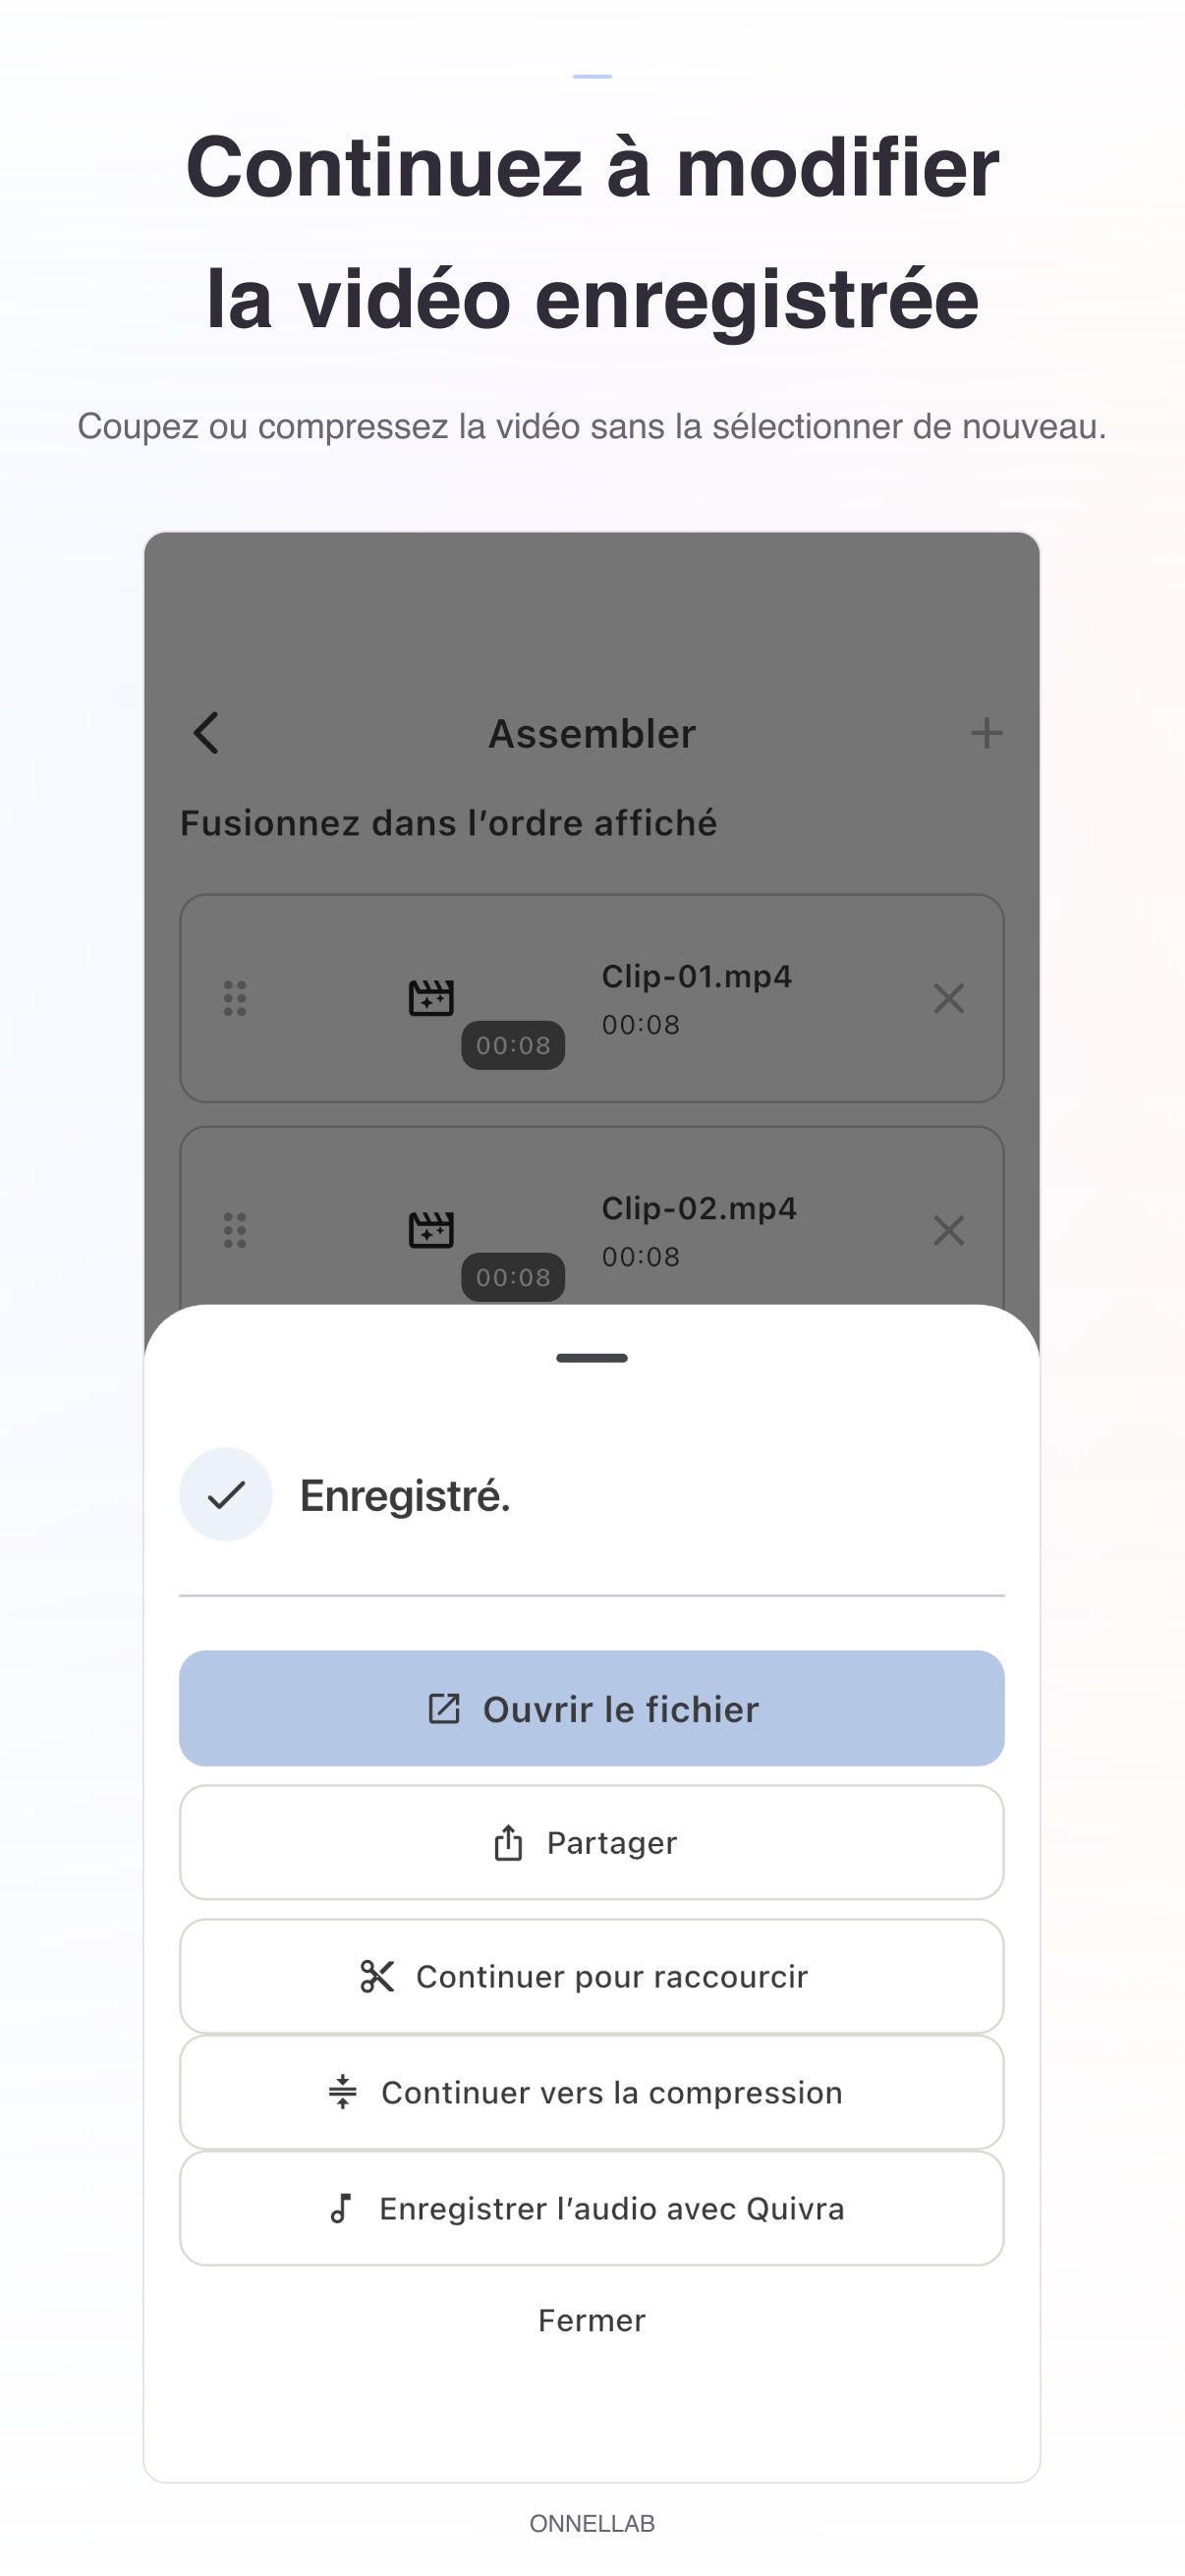 Continuez à modifier
la vidéo enregistrée
Coupez ou compressez la vidéo sans la sélectionner de nouveau.
Assembler
Fusionnez dans l’ordre affiché
Clip-01.mp4
00:08
00:08
Clip-02.mp4
00:08
00:08
Enregistré.
Ouvrir le fichier
Partager
Continuer pour raccourcir
Continuer vers la compression
Enregistrer l’audio avec Quivra
Fermer
ONNELLAB